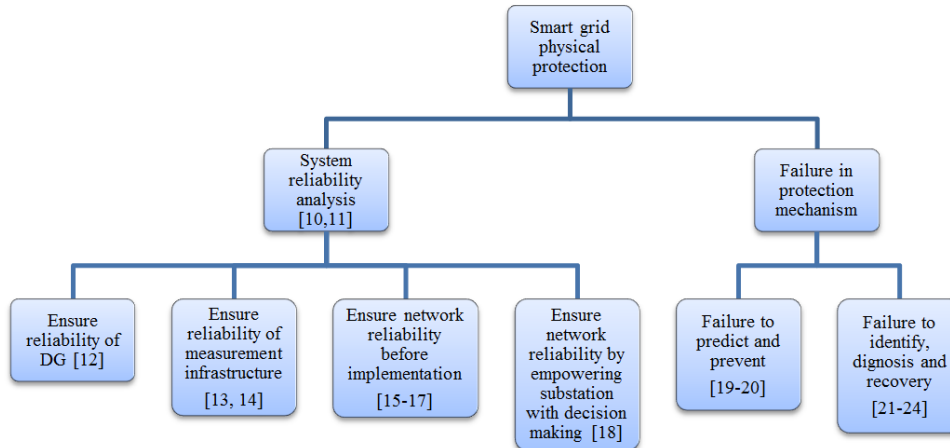 Smart grid
physical
protection
System
reliability
analysis
[10,11]
Failure in
protection
mechanism
Ensure
reliability of
DG [12]
Ensure
reliability of
measurement
infrastructure
[13, 14]
Ensure network
reliability
before
implementation
[15-17]
Ensure
network
reliability by
empowering
substation
with decision
making [18]
Failure to
predict and
prevent
[19-20]
Failure to
identify,
dignosis and
recovery
[21-24]